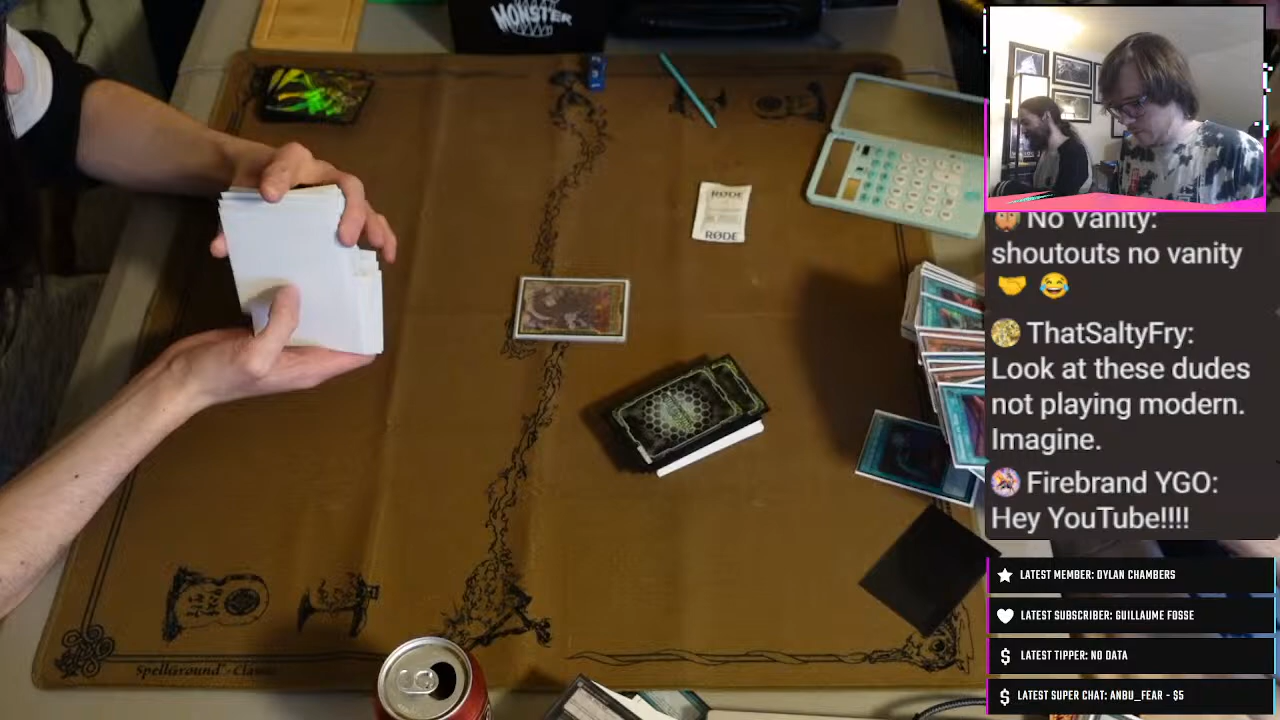 MONSTER
RØDE
RØDE
SpellGround Classic
No Vanity:
shoutouts no vanity
ThatSaltyFry:
Look at these dudes
not playing modern.
Imagine.
Firebrand YGO:
Hey YouTube!!!!
LATEST MEMBER: DYLAN CHAMBERS
LATEST SUBSCRIBER: GUILLAUME FOSSE
LATEST TIPPER: NO DATA
LATEST SUPER CHAT: ANBU_FEAR - $5